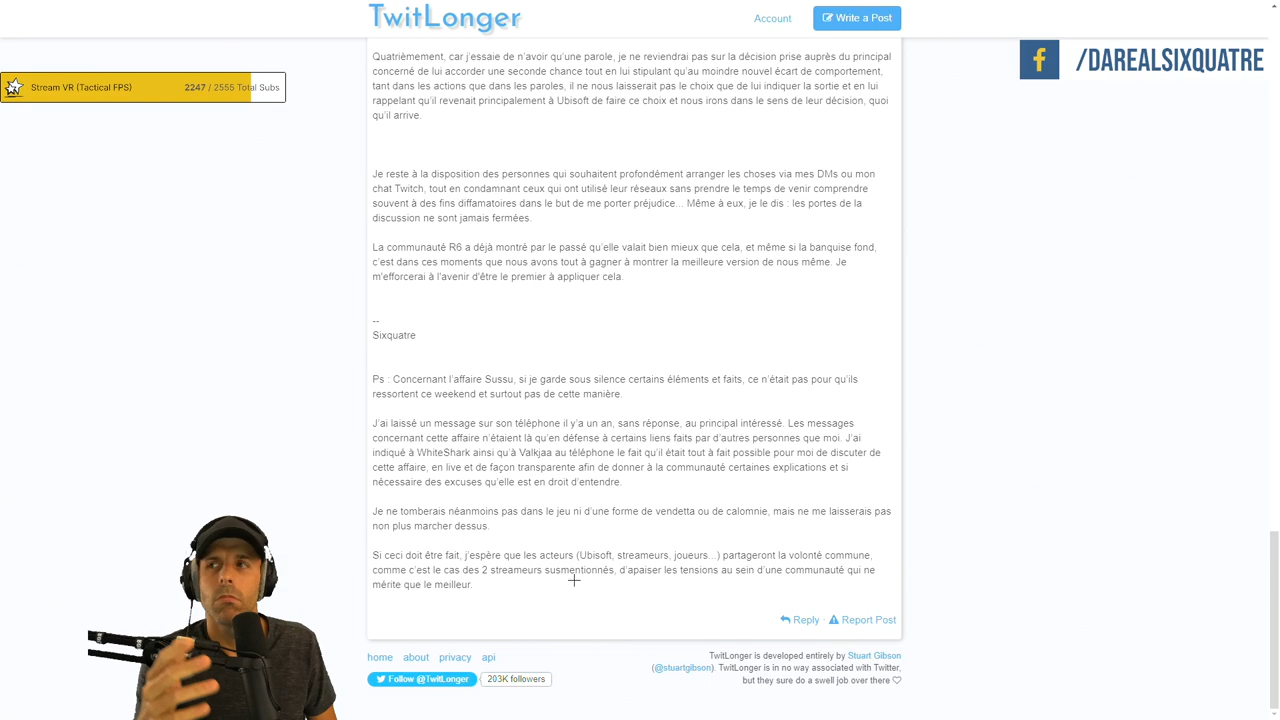 TwitLonger
Account
Write a Post
/DAREALSIXQUATRE
Stream VR (Tactical FPS) 2247 / 2555 Total Subs
Quatrièmement, car j'essaie de n'avoir qu'une parole, je ne reviendrai pas sur la décision prise auprès du principal
concerné de lui accorder une seconde chance tout en lui stipulant qu'au moindre nouvel écart de comportement,
tant dans les actions que dans les paroles, il ne nous laisserait pas le choix que de lui indiquer la sortie et en lui
rappelant qu'il revenait principalement à Ubisoft de faire ce choix et nous irons dans le sens de leur décision, quoi
qu'il arrive.
Je reste à la disposition des personnes qui souhaitent profondément arranger les choses via mes DMs ou mon
chat Twitch, tout en condamnant ceux qui ont utilisé leur réseaux sans prendre le temps de venir comprendre
souvent à des fins diffamatoires dans le but de me porter préjudice... Même à eux, je le dis : les portes de la
discussion ne sont jamais fermées.
La communauté R6 a déjà montré par le passé qu'elle valait bien mieux que cela, et même si la banquise fond,
c'est dans ces moments que nous avons tout à gagner à montrer la meilleure version de nous même. Je
m'efforcerai à l'avenir d'être le premier à appliquer cela.
--
Sixquatre
Ps : Concernant l'affaire Sussu, si je garde sous silence certains éléments et faits, ce n'était pas pour qu'ils
ressortent ce weekend et surtout pas de cette manière.
J'ai laissé un message sur son téléphone il y'a un an, sans réponse, au principal intéressé. Les messages
concernant cette affaire n'étaient là qu'en défense à certains liens faits par d'autres personnes que moi. J'ai
indiqué à WhiteShark ainsi qu'à Valkjaa au téléphone le fait qu'il était tout à fait possible pour moi de discuter de
cette affaire, en live et de façon transparente afin de donner à la communauté certaines explications et si
nécessaire des excuses qu'elle est en droit d'entendre.
Je ne tomberais néanmoins pas dans le jeu ni d'une forme de vendetta ou de calomnie, mais ne me laisserais pas
non plus marcher dessus.
Si ceci doit être fait, j'espère que les acteurs (Ubisoft, streameurs, joueurs...) partageront la volonté commune,
comme c'est le cas des 2 streameurs susmentionnés, d'apaiser les tensions au sein d'une communauté qui ne
mérite que le meilleur.
Reply · Report Post
home about privacy api
Follow @TwitLonger 203K followers
TwitLonger is developed entirely by Stuart Gibson
(@stuartgibson). TwitLonger is in no way associated with Twitter,
but they sure do a swell job over there